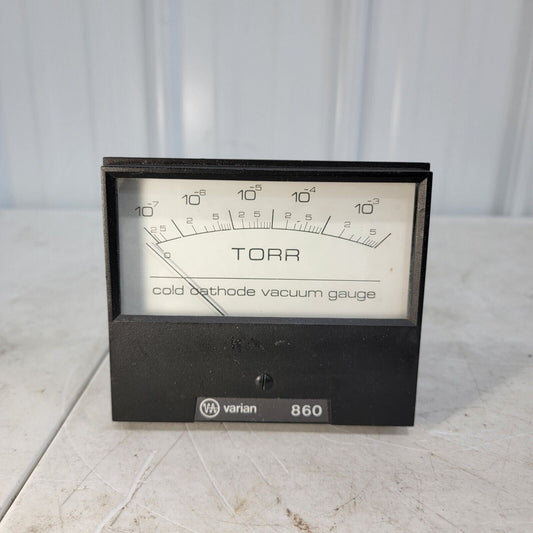 10-7 10-6 10-5 10-4 10-3
2 5 2 5 2 5 2 5 2 5
0
TORR
cold cathode vacuum gauge
VA varian 860